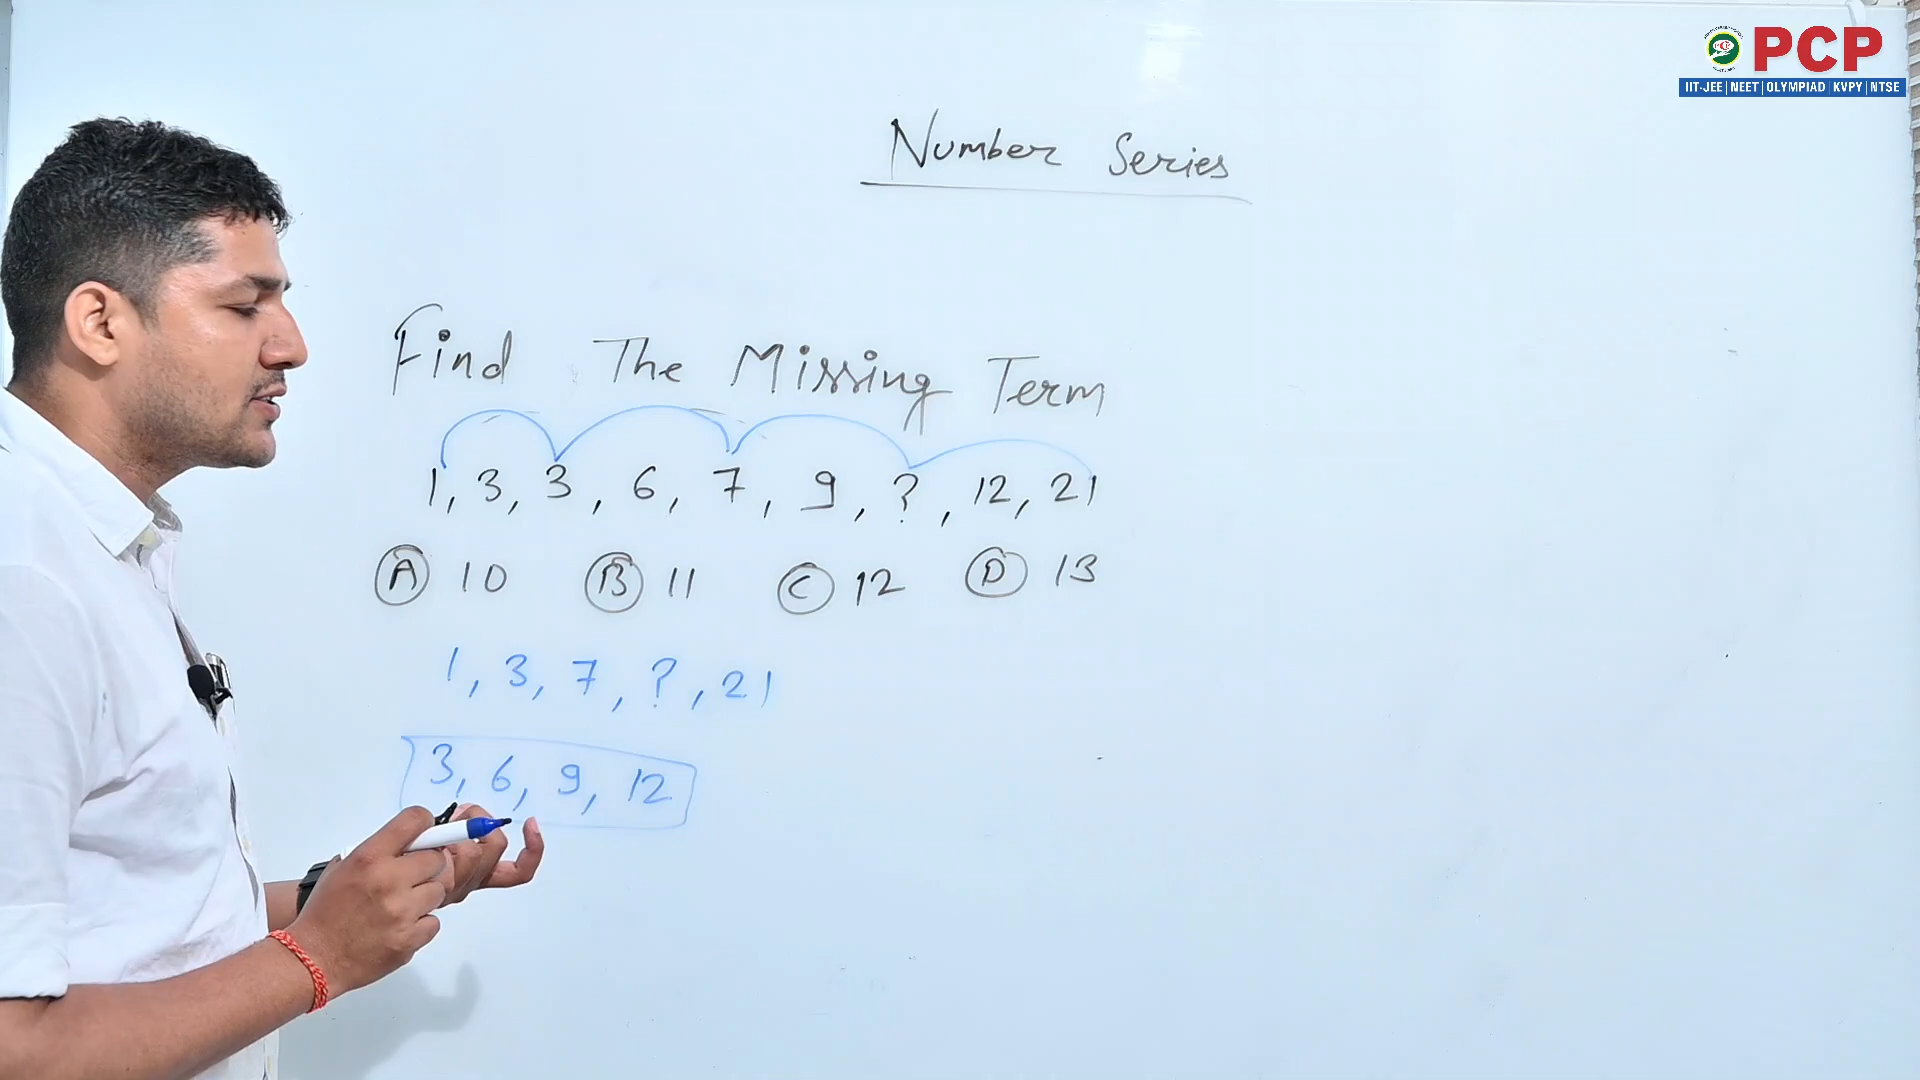 PCP
IIT-JEE | NEET | OLYMPIAD | KVPY | NTSE
Number Series
Find The Missing Term
1, 3, 3, 6, 7, 9, ?, 12, 21
A 10 B 11 C 12 D 13
1, 3, 7, ?, 21
3, 6, 9, 12